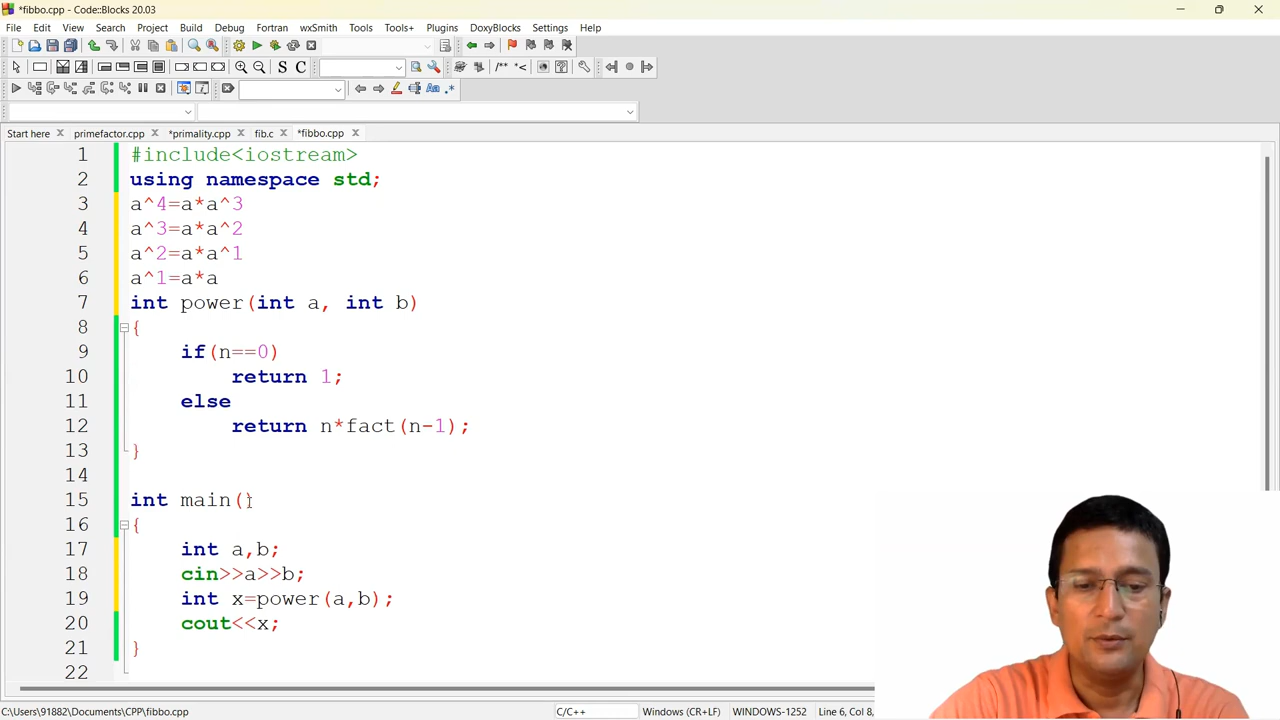 *fibbo.cpp - Code::Blocks 20.03
File Edit View Search Project Build Debug Fortran wxSmith Tools Tools+ Plugins DoxyBlocks Settings Help
S C /** *<
Aa .*
Start here primefactor.cpp *primality.cpp fib.c *fibbo.cpp
1 #include<iostream>
2 using namespace std;
3 a^4=a*a^3
4 a^3=a*a^2
5 a^2=a*a^1
6 a^1=a*a
7 int power(int a, int b)
8 {
9 if(n==0)
10 return 1;
11 else
12 return n*fact(n-1);
13 }
14
15 int main()
16 {
17 int a,b;
18 cin>>a>>b;
19 int x=power(a,b);
20 cout<<x;
21 }
22
C:\Users\91882\Documents\CPP\fibbo.cpp C/C++ Windows (CR+LF) WINDOWS-1252 Line 6, Col 8,